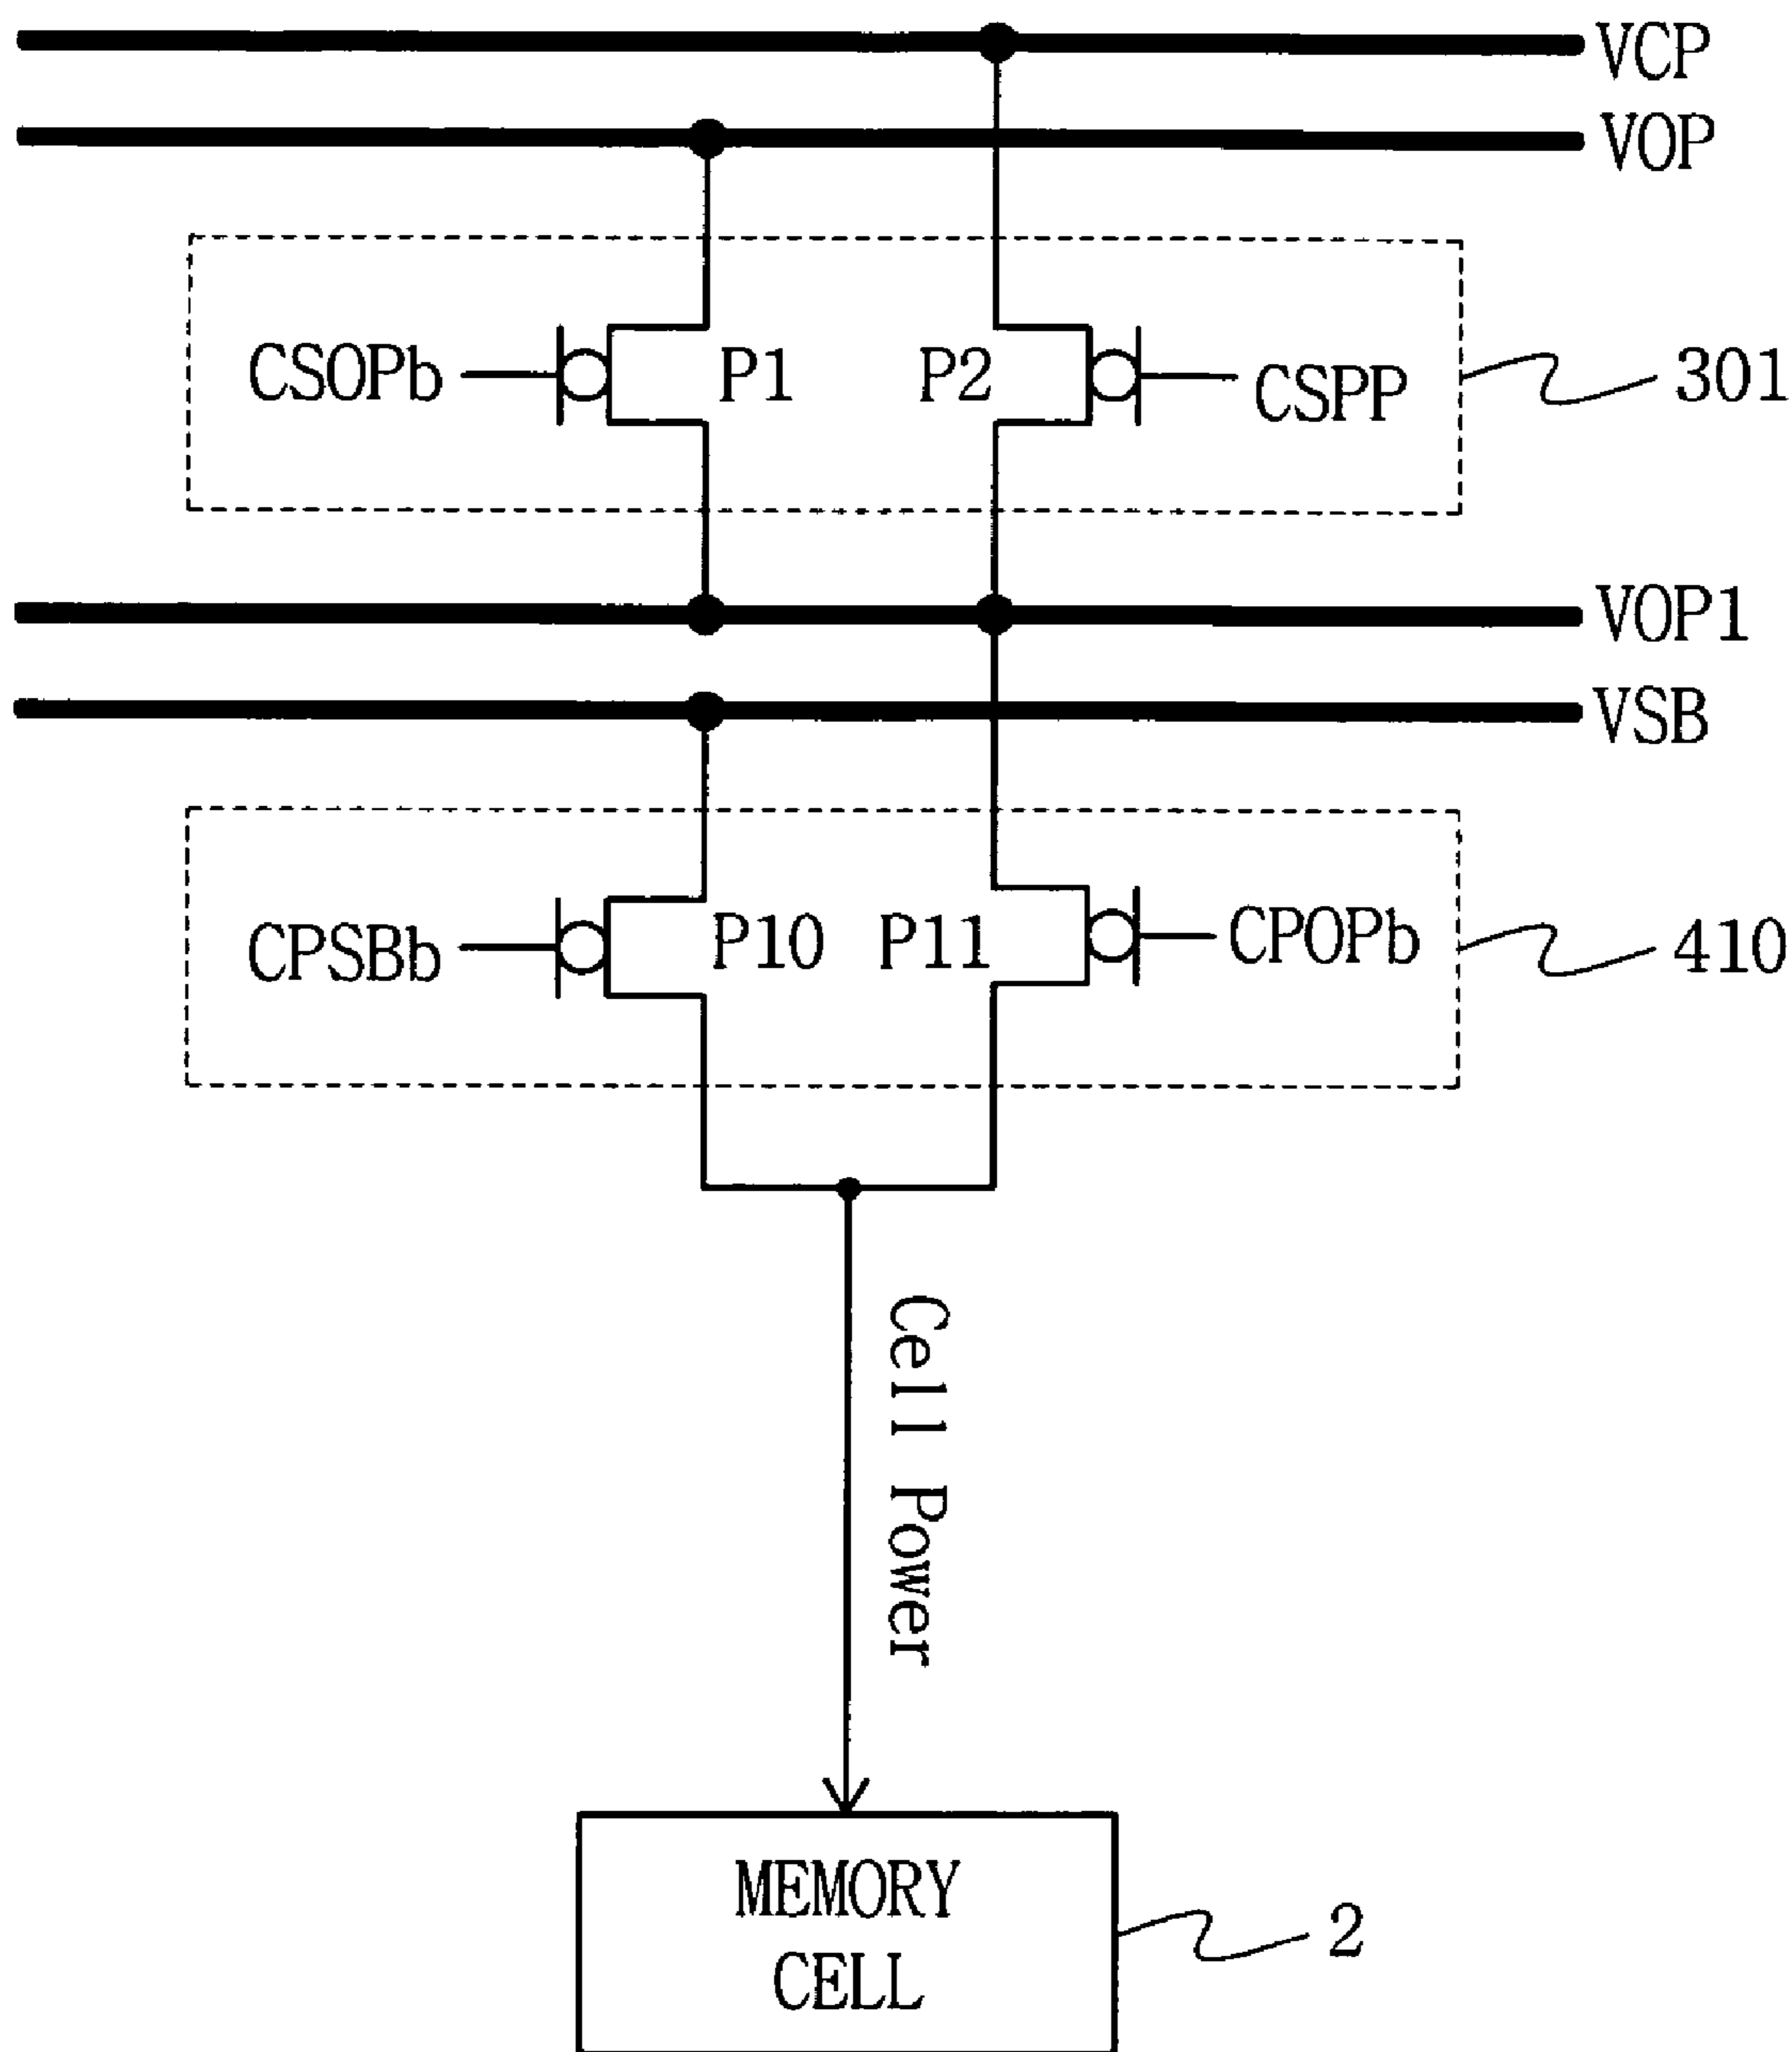 VCP
VOP
CSOPb
P1
P2
CSPP
301
VOP1
VSB
CPSBb
P10
P11
CPOPb
410
Cell Power
MEMORY
CELL
2